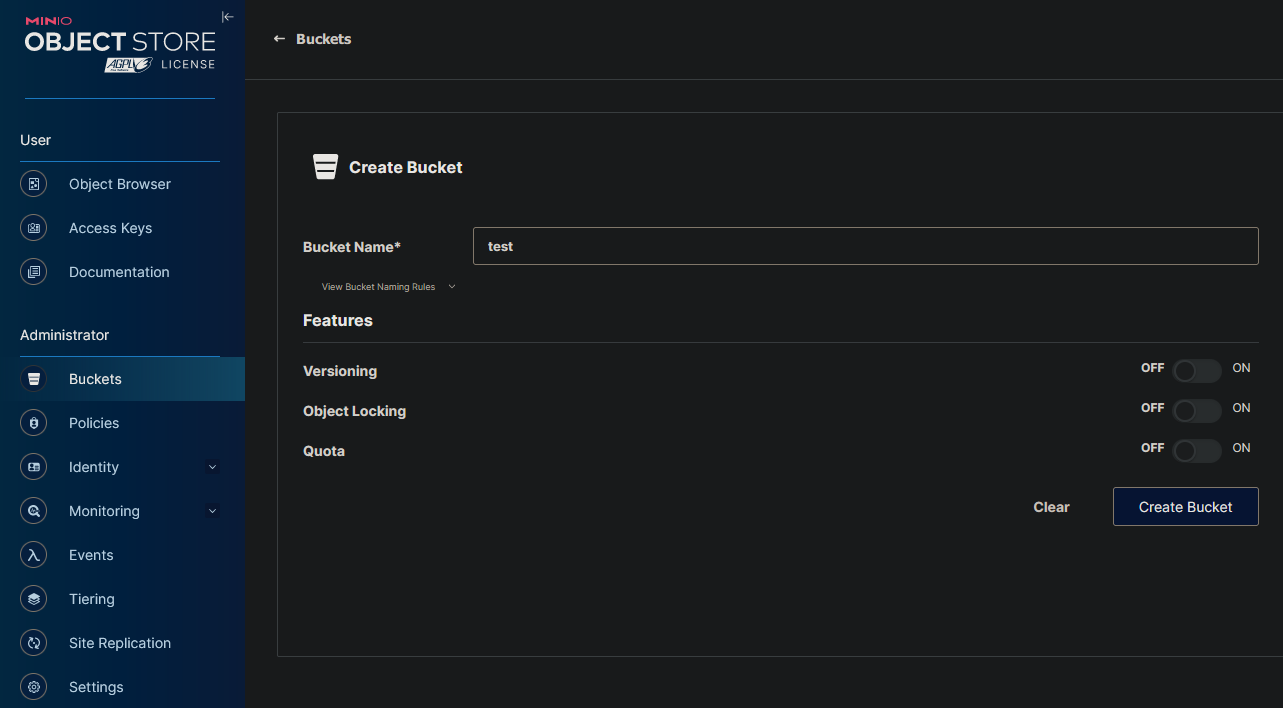 MINIO
OBJECT STORE
AGPLv3 LICENSE
Buckets
User
Object Browser
Access Keys
Documentation
Administrator
Buckets
Policies
Identity
Monitoring
Events
Tiering
Site Replication
Settings
Create Bucket
Bucket Name* test
View Bucket Naming Rules
Features
Versioning OFF ON
Object Locking OFF ON
Quota OFF ON
Clear Create Bucket